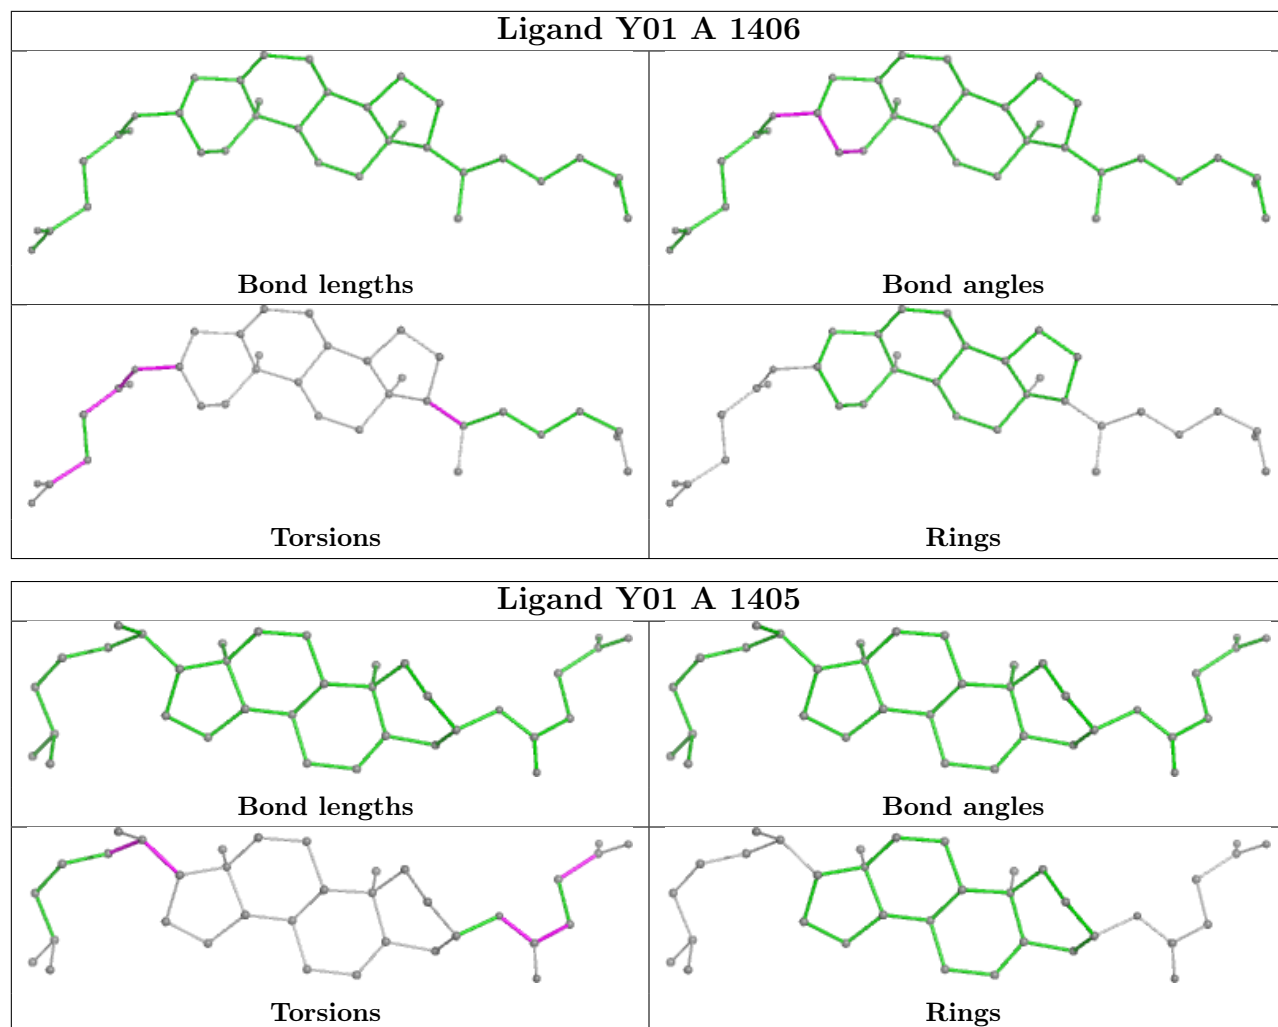 Ligand Y01 A 1406
Bond lengths
Bond angles
Torsions
Rings
Ligand Y01 A 1405
Bond lengths
Bond angles
Torsions
Rings